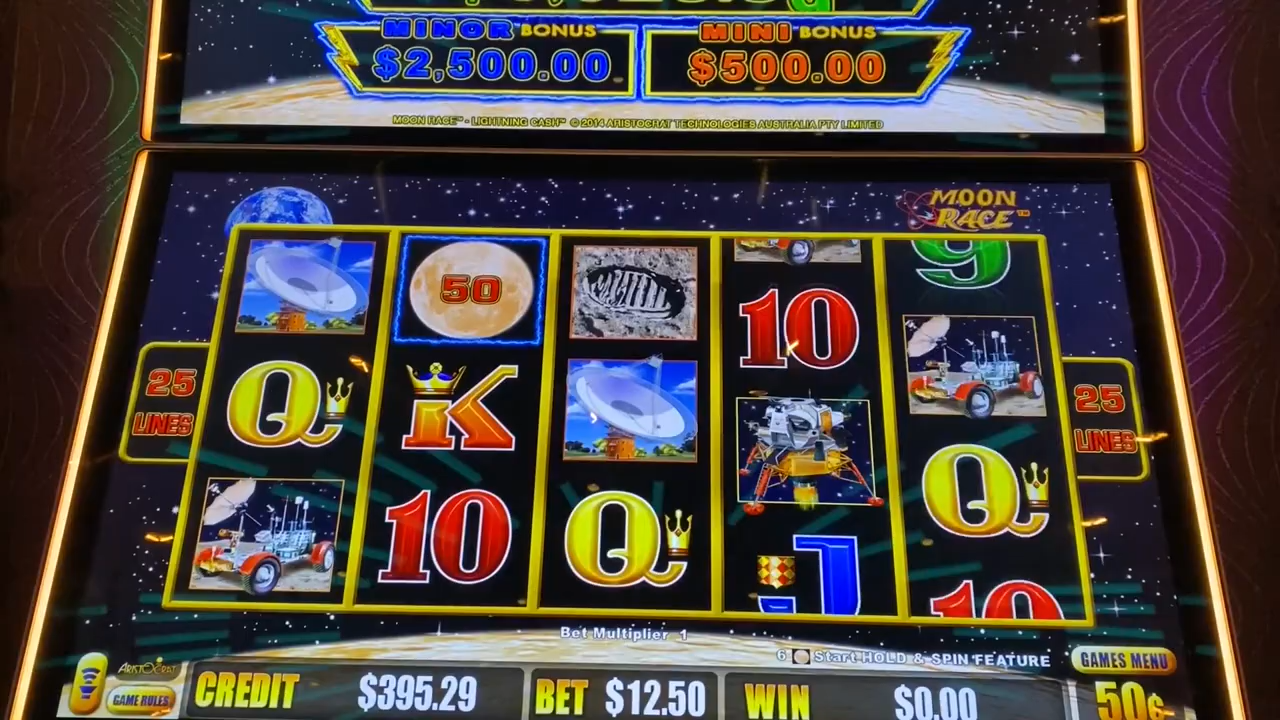 MINOR BONUS
$2,500.00
MINI BONUS
$500.00
MOON RACE™ - LIGHTNING CASH™ © 2014 ARISTOCRAT TECHNOLOGIES AUSTRALIA PTY LIMITED
MOON
RACE™
50
9
10
25
LINES
25
LINES
Q
K
Q
10
Q
J
10
Bet Multiplier 1
6 Start HOLD & SPIN FEATURE
GAMES MENU
ARISTOCRAT
GAME RULES
CREDIT $395.29
BET $12.50
WIN $0.00
50¢